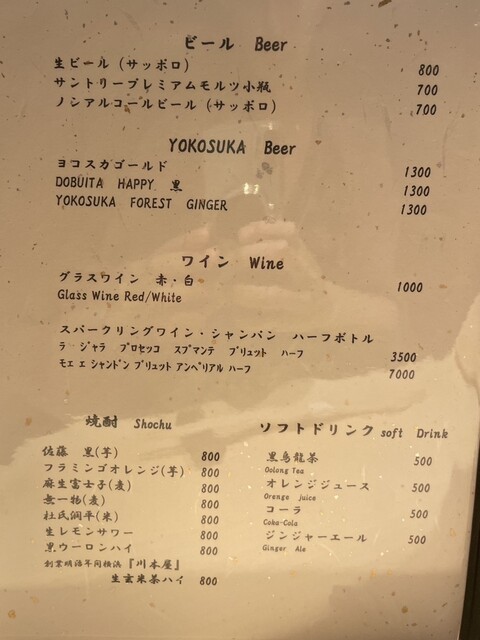 ビール Beer
生ビール (サッポロ) 800
サントリープレミアムモルツ小瓶 700
ノンアルコールビール (サッポロ) 700
YOKOSUKA Beer
ヨコスカゴールド 1300
DOBUITA HAPPY 黒 1300
YOKOSUKA FOREST GINGER 1300
ワイン Wine
グラスワイン 赤・白
Glass Wine Red/White 1000
スパークリングワイン・シャンパン ハーフボトル
ラ ジャラ プロセッコ スプマンテ ブリュット ハーフ 3500
モエ エ シャンドン ブリュット アンペリアル ハーフ 7000
焼酎 Shochu
佐藤 黒(芋) 800
フラミンゴオレンジ(芋) 800
麻生富士子(麦) 800
無一物(麦) 800
杜氏潤平(米) 800
生レモンサワー 800
黒ウーロンハイ 800
創業明治年間横浜『川本屋』
生玄米茶ハイ 800
ソフトドリンク soft Drink
黒烏龍茶 500
Oolong Tea
オレンジジュース 500
Orenge juice
コーラ 500
Coka-Cola
ジンジャーエール 500
Ginger Ale